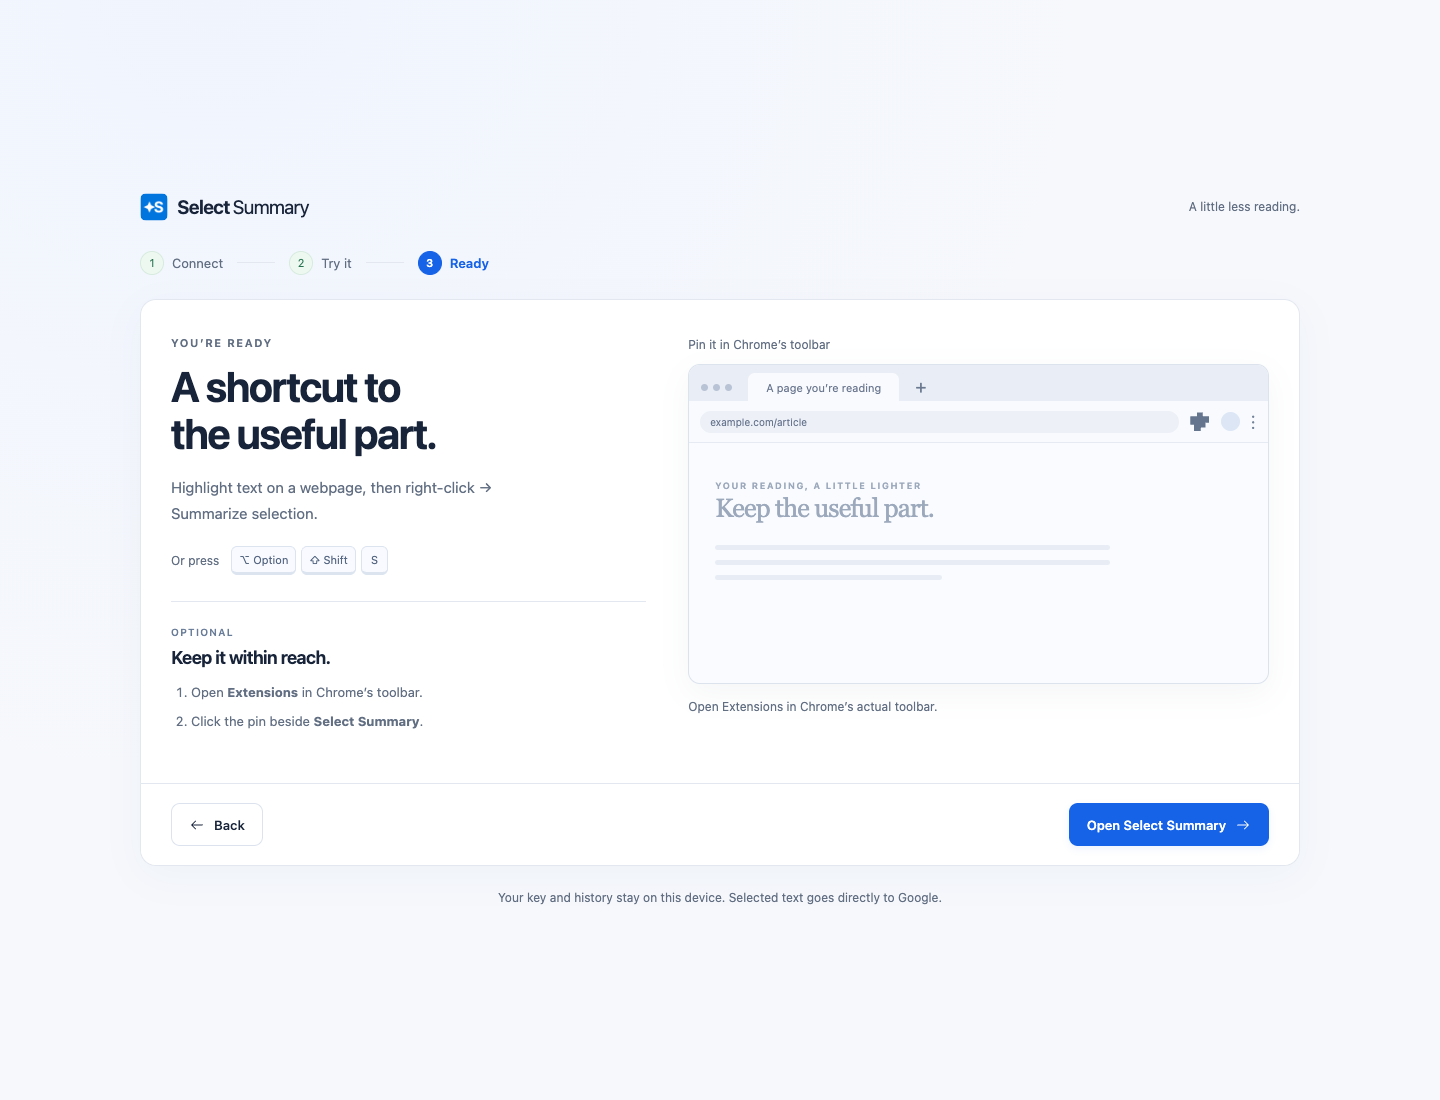 Select Summary
A little less reading.
1 Connect 2 Try it 3 Ready
YOU’RE READY
A shortcut to
the useful part.
Highlight text on a webpage, then right-click →
Summarize selection.
Or press ⌥ Option ⇧ Shift S
OPTIONAL
Keep it within reach.
1. Open Extensions in Chrome’s toolbar.
2. Click the pin beside Select Summary.
Pin it in Chrome’s toolbar
A page you’re reading
example.com/article
YOUR READING, A LITTLE LIGHTER
Keep the useful part.
Open Extensions in Chrome’s actual toolbar.
← Back
Open Select Summary →
Your key and history stay on this device. Selected text goes directly to Google.